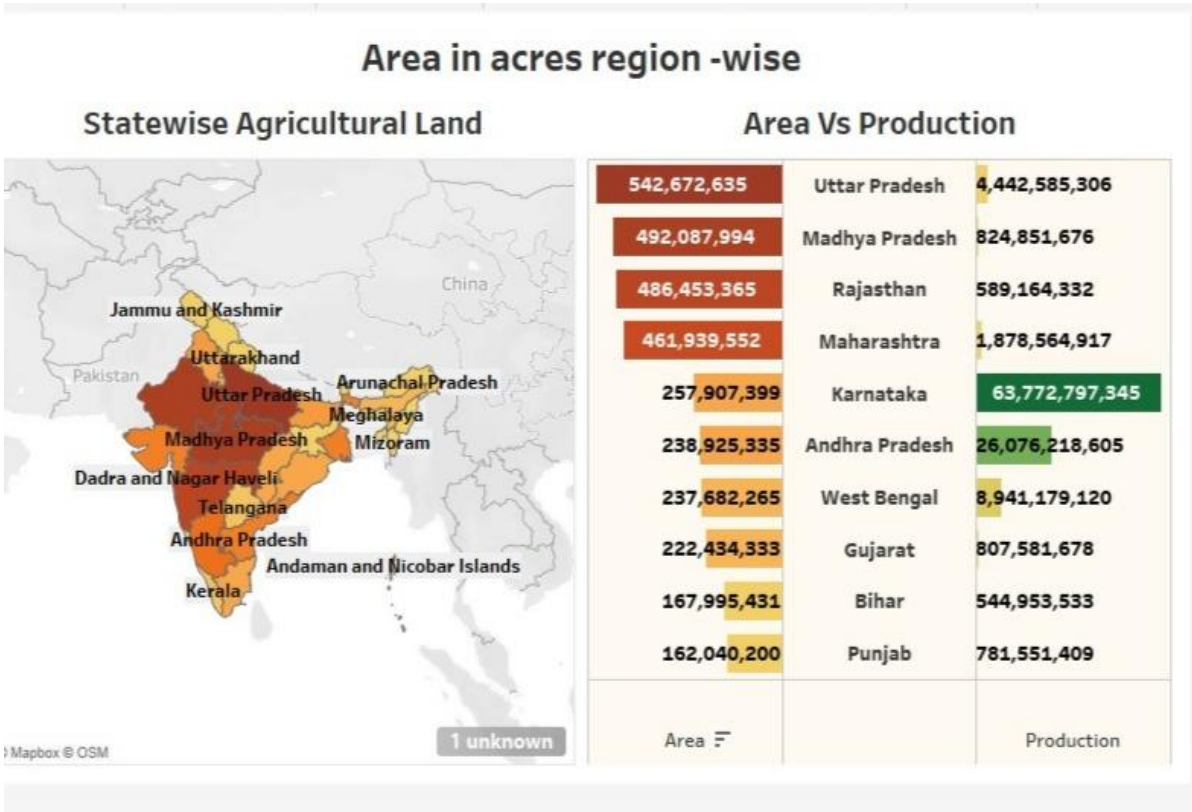 Area in acres region -wise
Statewise Agricultural Land
Jammu and Kashmir
China
Pakistan
Uttarakhand
Uttar Pradesh
Arunachal Pradesh
Meghalaya
Madhya Pradesh
Mizoram
Dadra and Nagar Haveli
Telangana
Andhra Pradesh
Andaman and Nicobar Islands
Kerala
1 unknown
Mapbox © OSM
Area Vs Production
542,672,635 Uttar Pradesh 4,442,585,306
492,087,994 Madhya Pradesh 824,851,676
486,453,365 Rajasthan 589,164,332
461,939,552 Maharashtra 1,878,564,917
257,907,399 Karnataka 63,772,797,345
238,925,335 Andhra Pradesh 26,076,218,605
237,682,265 West Bengal 8,941,179,120
222,434,333 Gujarat 807,581,678
167,995,431 Bihar 544,953,533
162,040,200 Punjab 781,551,409
Area Production